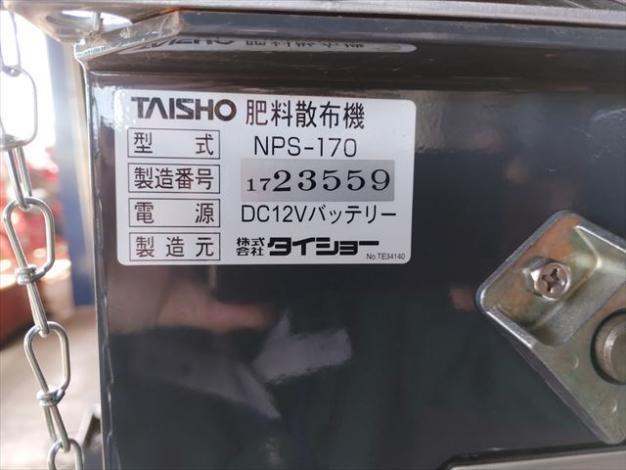 TAISHO 肥料散布機
型式 NPS-170
製造番号 1723559
電源 DC12Vバッテリー
製造元 株式会社タイショー
No.TE34140